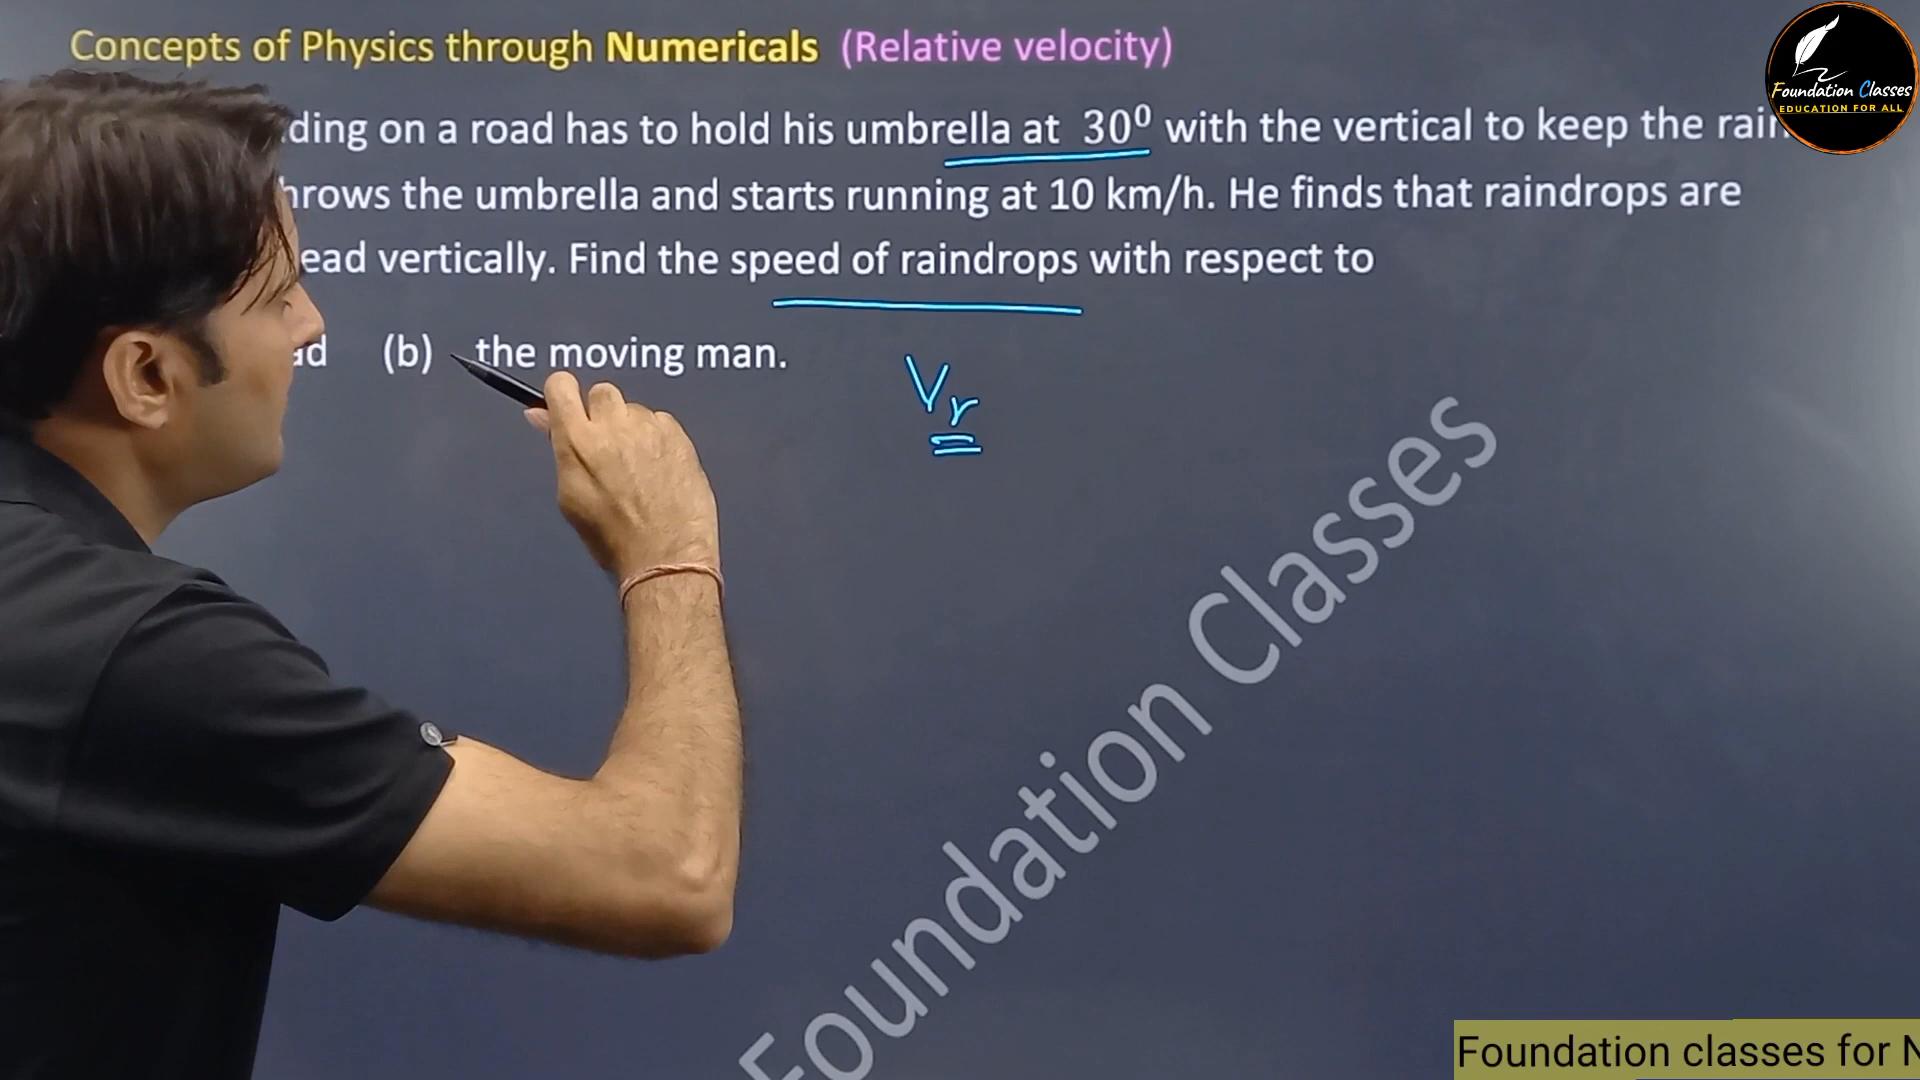 Concepts of Physics through Numericals (Relative velocity)
ding on a road has to hold his umbrella at 30⁰ with the vertical to keep the rain
hrows the umbrella and starts running at 10 km/h. He finds that raindrops are
ead vertically. Find the speed of raindrops with respect to
ad (b) the moving man.
Vr
Foundation Classes
Foundation Classes
EDUCATION FOR ALL
Foundation classes for N